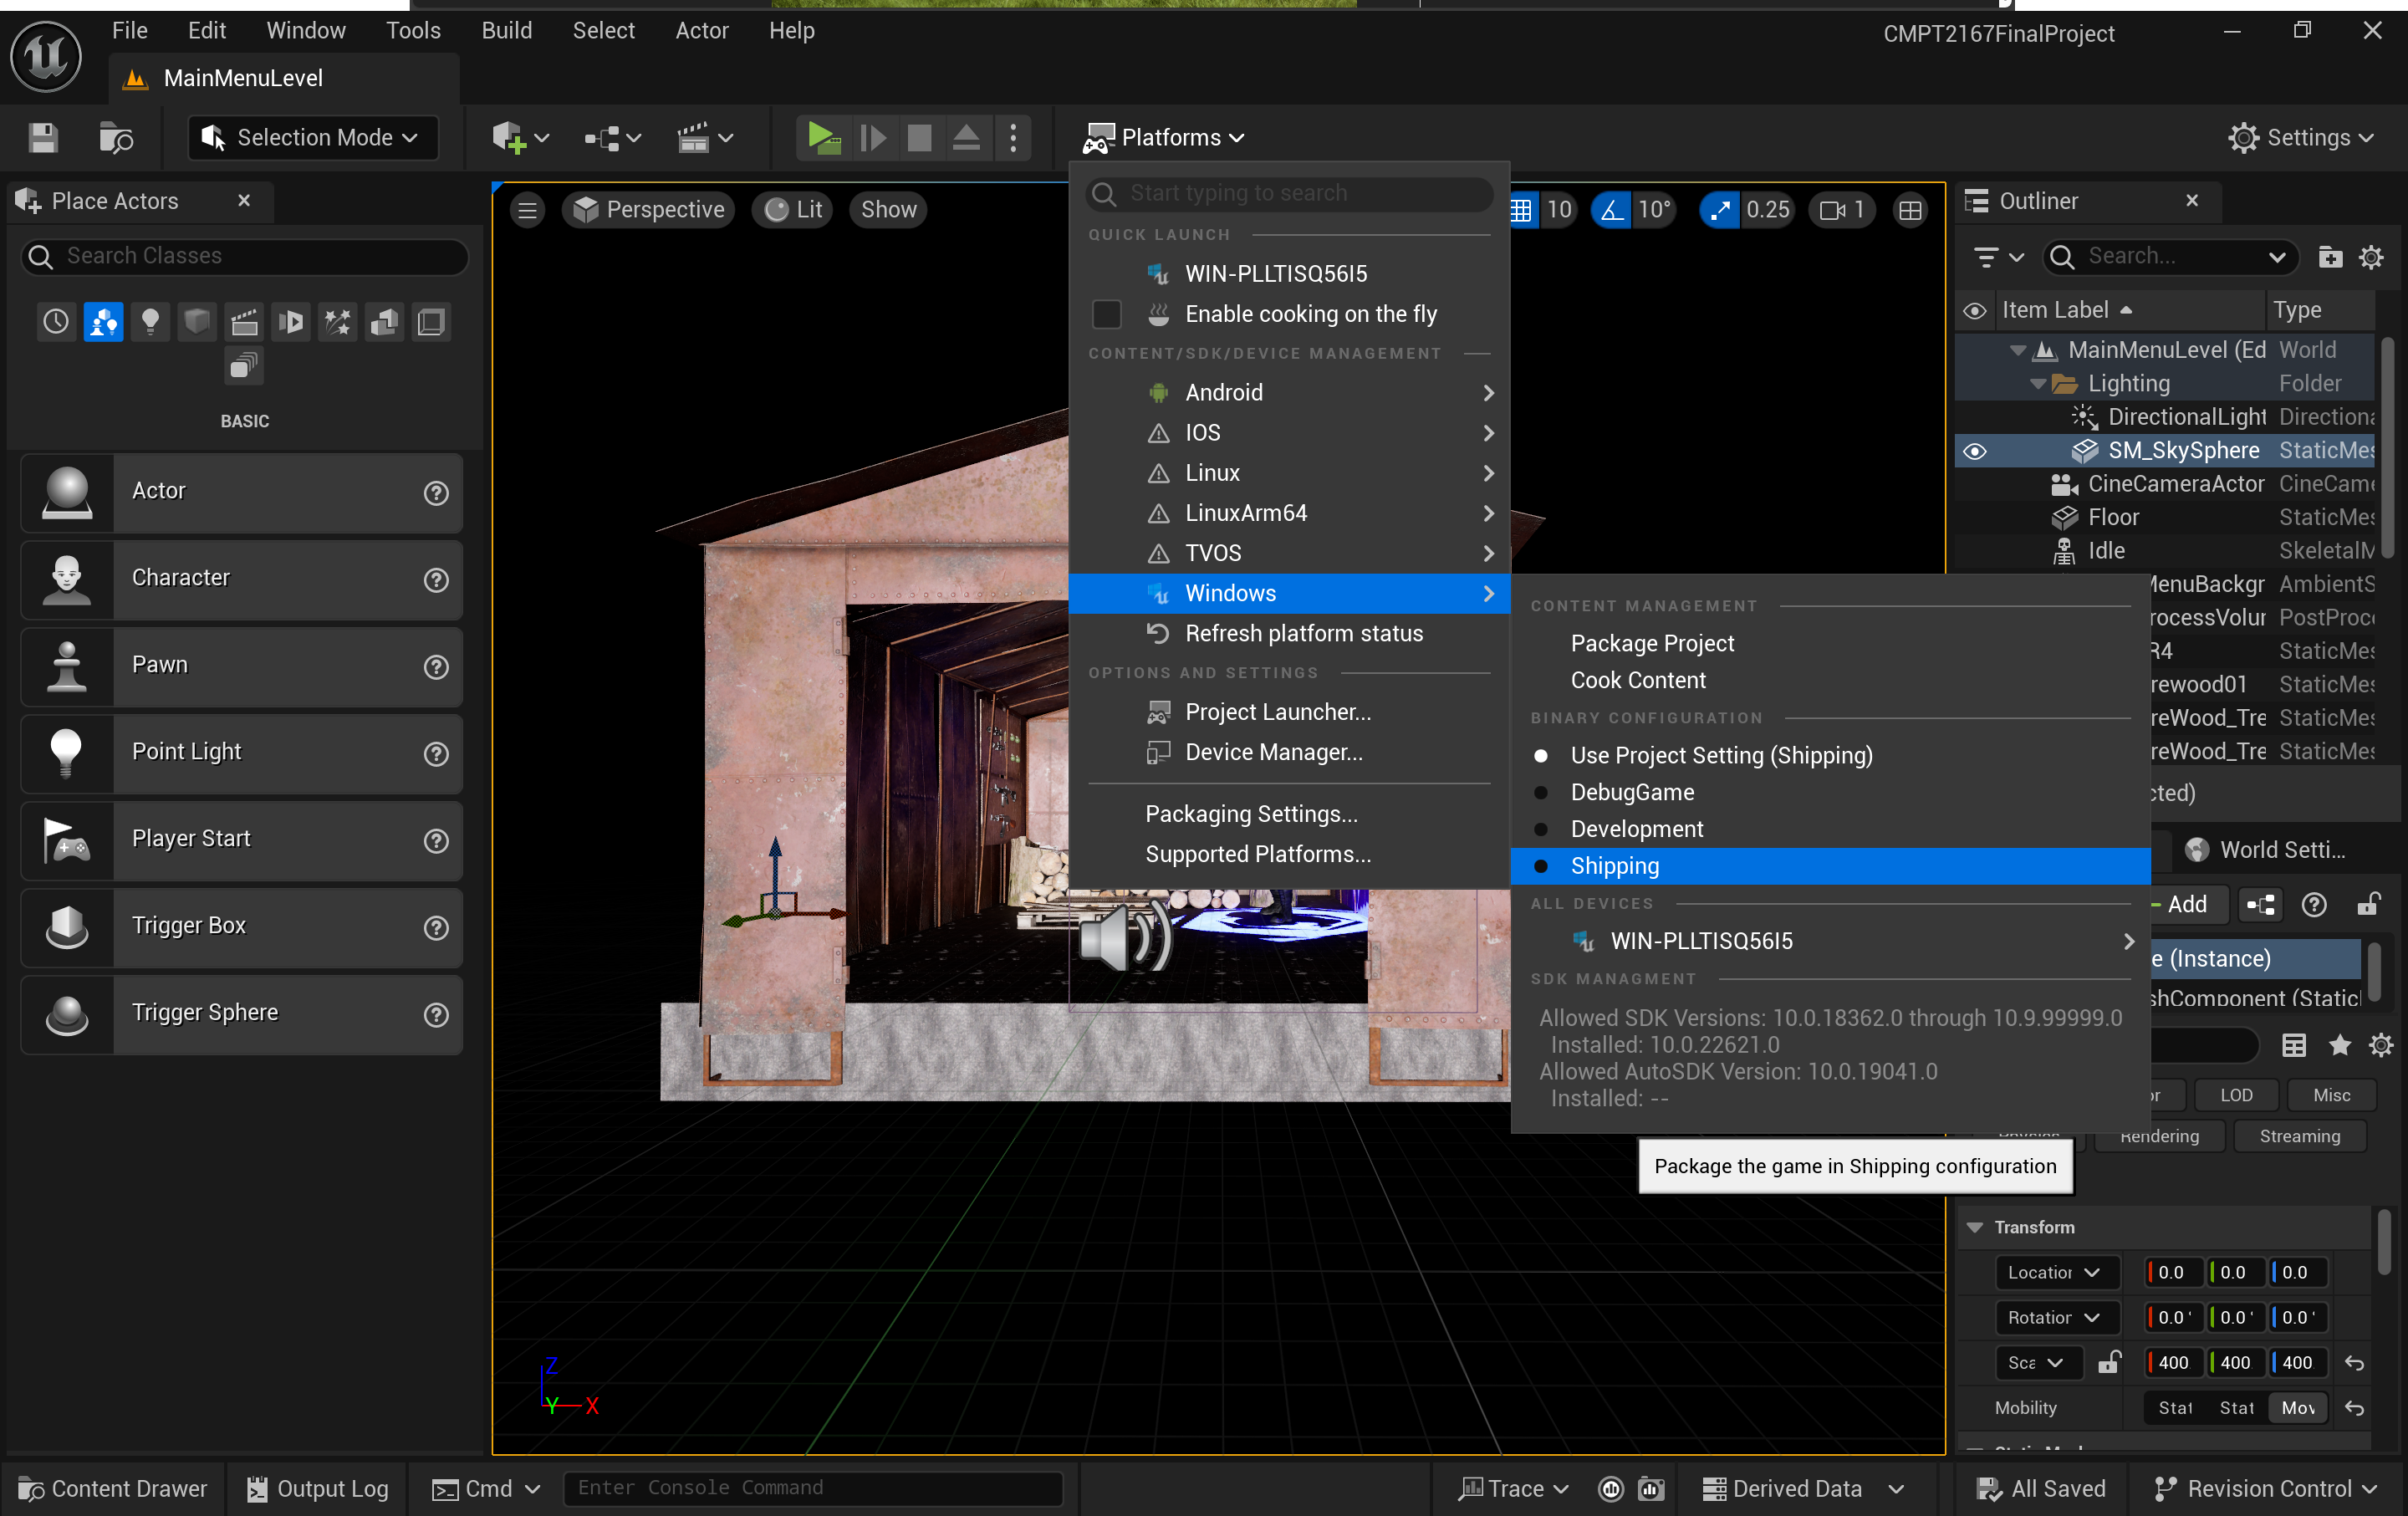 File Edit Window Tools Build Select Actor Help
CMPT2167FinalProject
MainMenuLevel
Selection Mode
Platforms
Settings
Place Actors
Search Classes
BASIC
Actor
Character
Pawn
Point Light
Player Start
Trigger Box
Trigger Sphere
Perspective
Lit
Show
10
10°
0.25
1
Start typing to search
QUICK LAUNCH
WIN-PLLTISQ56I5
Enable cooking on the fly
CONTENT/SDK/DEVICE MANAGEMENT
Android
IOS
Linux
LinuxArm64
TVOS
Windows
Refresh platform status
OPTIONS AND SETTINGS
Project Launcher...
Device Manager...
Packaging Settings...
Supported Platforms...
CONTENT MANAGEMENT
Package Project
Cook Content
BINARY CONFIGURATION
Use Project Setting (Shipping)
DebugGame
Development
Shipping
ALL DEVICES
WIN-PLLTISQ56I5
SDK MANAGMENT
Allowed SDK Versions: 10.0.18362.0 through 10.9.99999.0
Installed: 10.0.22621.0
Allowed AutoSDK Version: 10.0.19041.0
Installed: --
Package the game in Shipping configuration
Z
Y X
Outliner
Search...
Item Label Type
MainMenuLevel (Ed World
Lighting Folder
DirectionalLight Directiona
SM_SkySphere StaticMes
CineCameraActor CineCame
Floor StaticMes
Idle SkeletalM
MenuBackgr AmbientS
rocessVolur PostProce
R4 StaticMes
rewood01 StaticMes
reWood_Tre StaticMes
reWood_Tre StaticMes
cted)
World Setti...
Add
e (Instance)
shComponent (Static
or LOD Misc
Rendering Streaming
Transform
Location 0.0 0.0 0.0
Rotation 0.0° 0.0° 0.0°
Sca 400 400 400
Mobility Stat Stat Mov
Content Drawer
Output Log
Cmd
Enter Console Command
Trace
Derived Data
All Saved
Revision Control